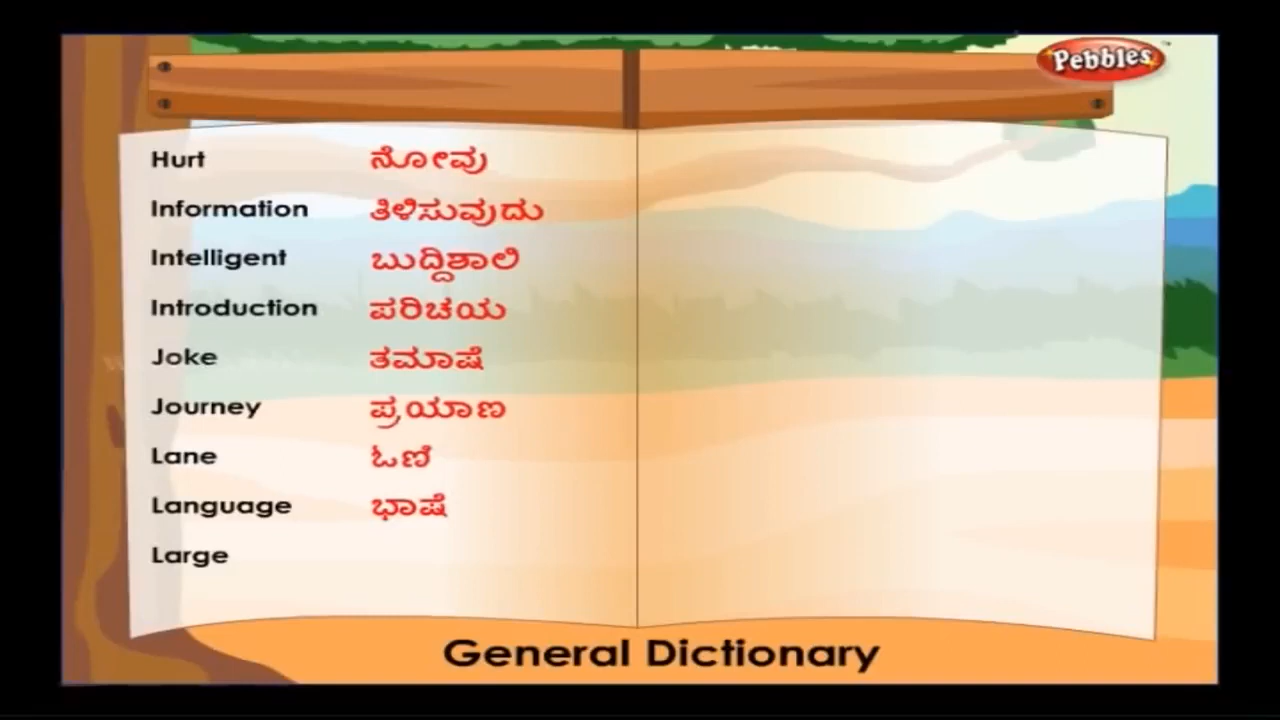 Pebbles
Hurt ನೋವು
Information ತಿಳಿಸುವುದು
Intelligent ಬುದ್ದಿಶಾಲಿ
Introduction ಪರಿಚಯ
Joke ತಮಾಷೆ
Journey ಪ್ರಯಾಣ
Lane ಓಣಿ
Language ಭಾಷೆ
Large
General Dictionary